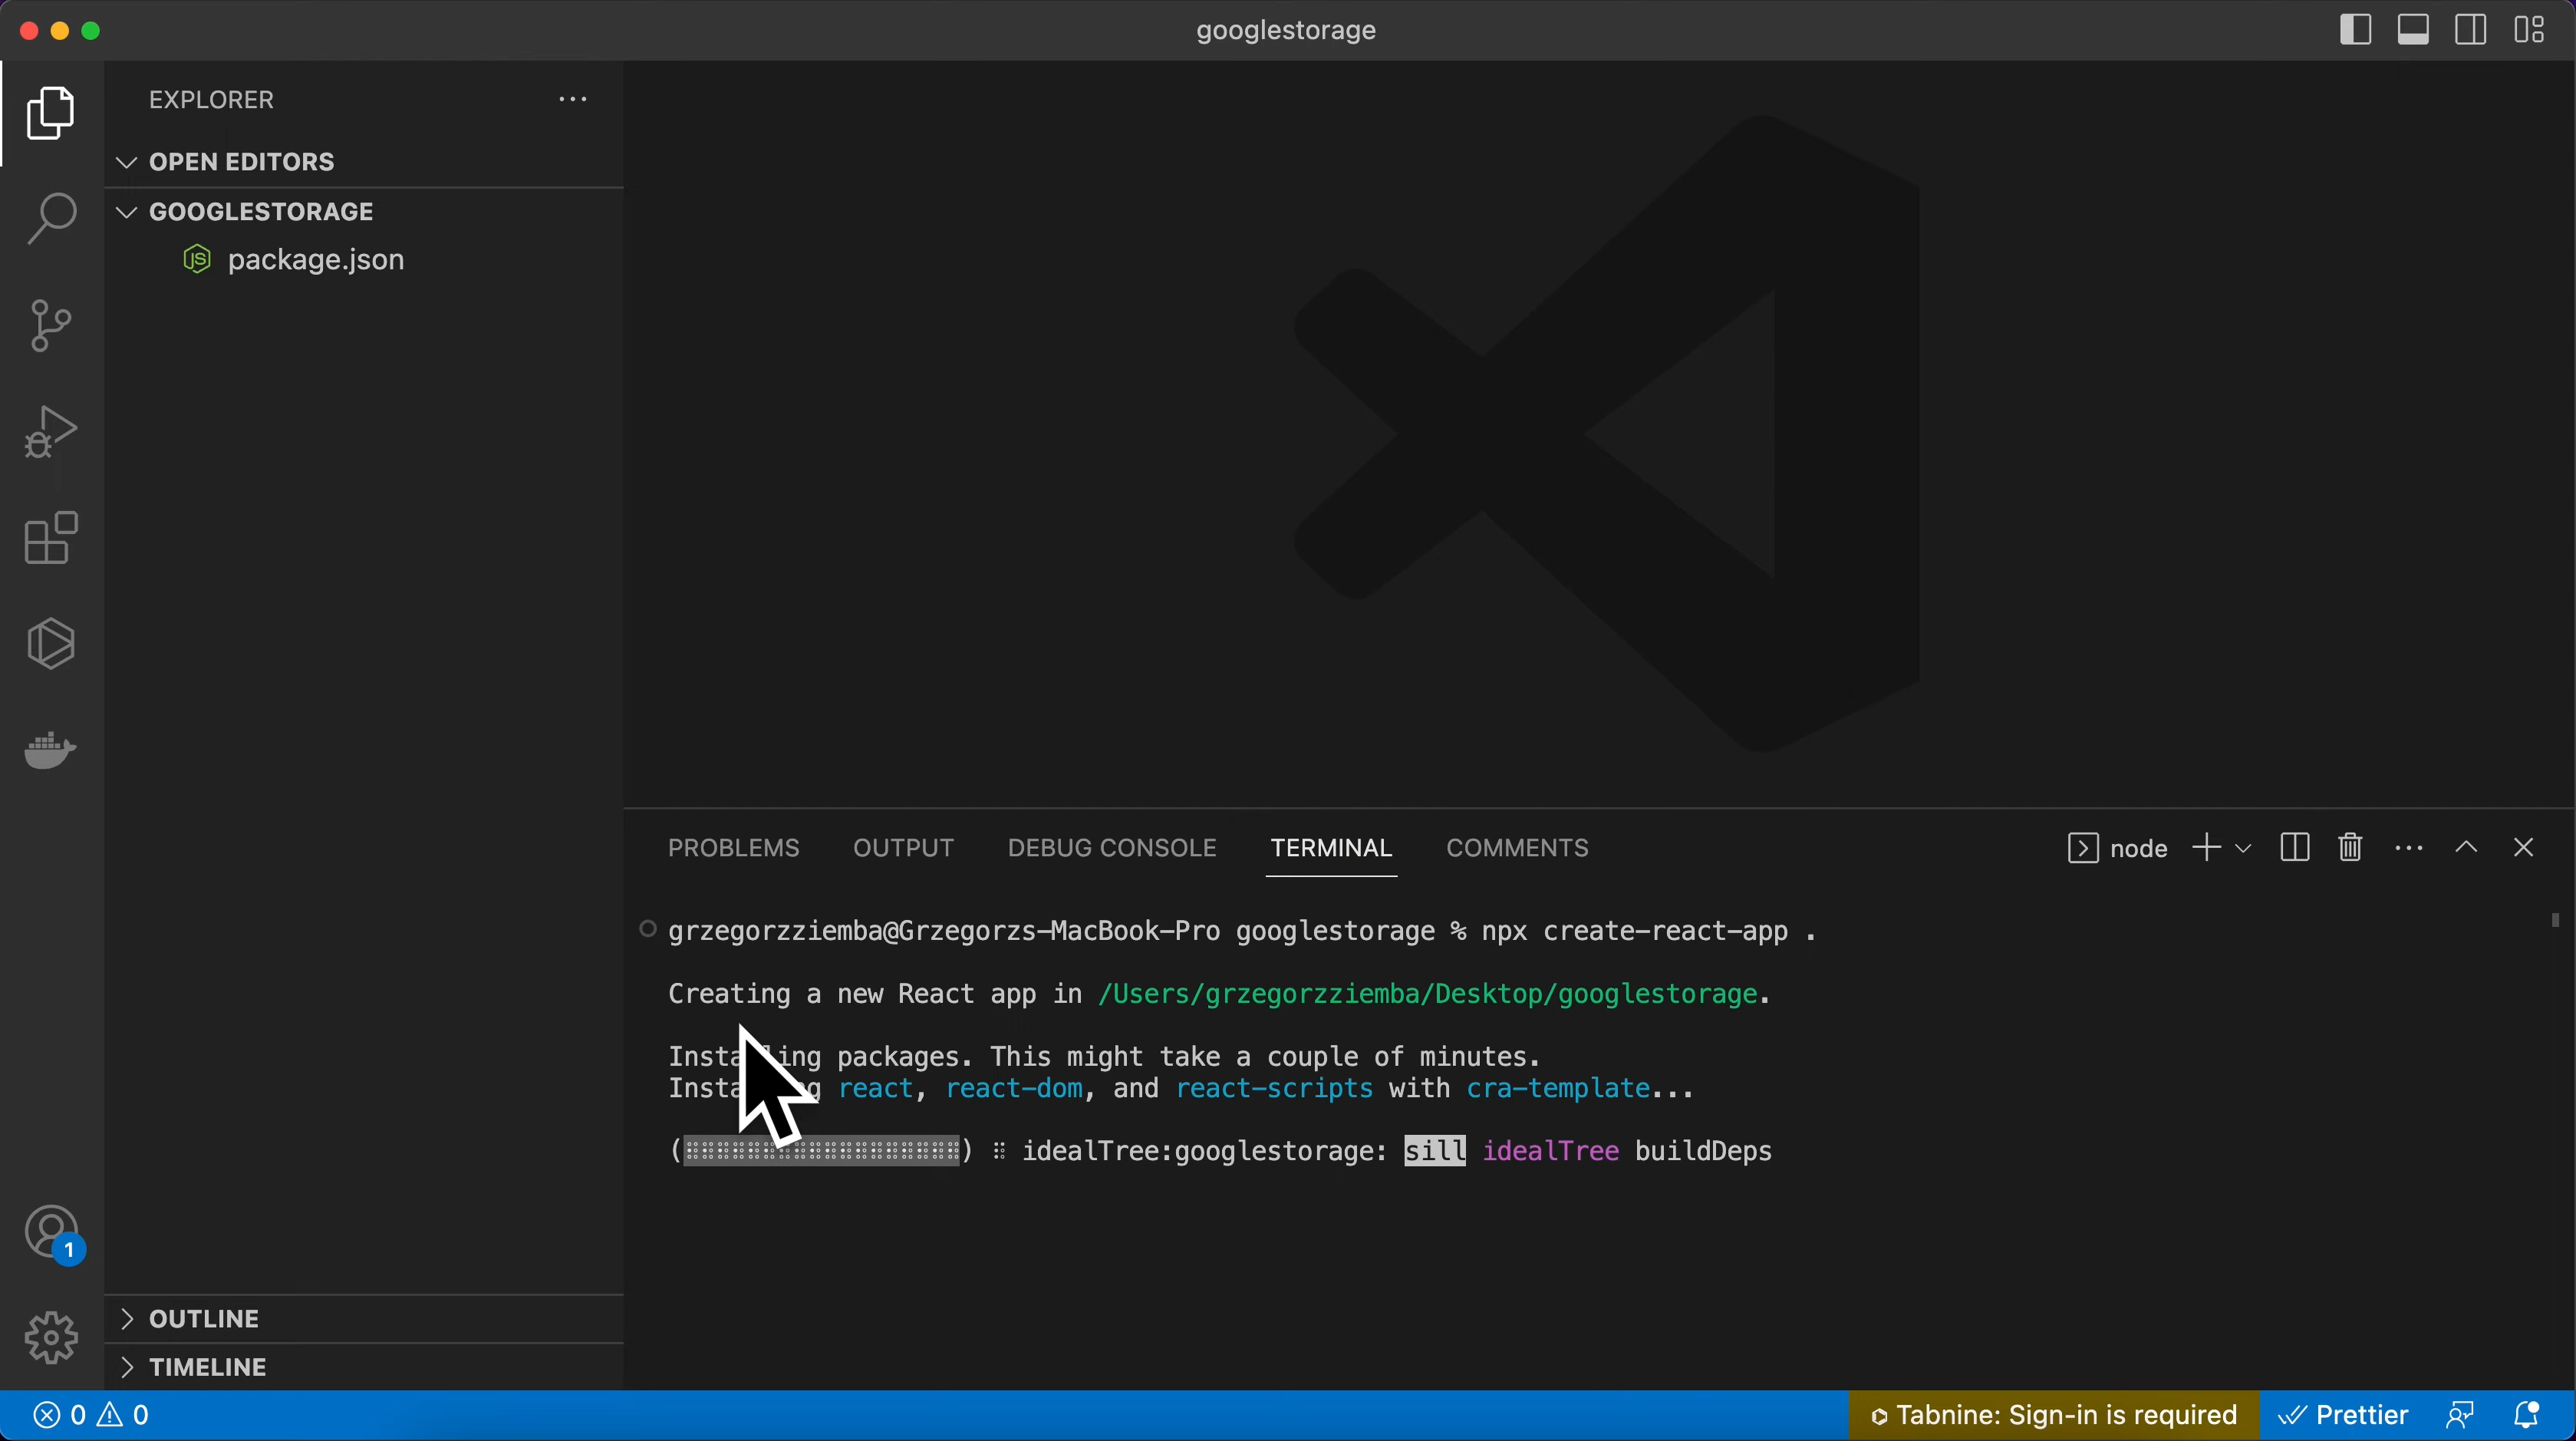 googlestorage
EXPLORER
OPEN EDITORS
GOOGLESTORAGE
JS package.json
PROBLEMS OUTPUT DEBUG CONSOLE TERMINAL COMMENTS node
grzegorzziemba@Grzegorzs-MacBook-Pro googlestorage % npx create-react-app .
Creating a new React app in /Users/grzegorzziemba/Desktop/googlestorage.
packages. This might take a couple of minutes.
react, react-dom, and react-scripts with cra-template...
( ) ⠿ idealTree:googlestorage: sill idealTree buildDeps
1
OUTLINE
TIMELINE
0 0 Tabnine: Sign-in is required Prettier